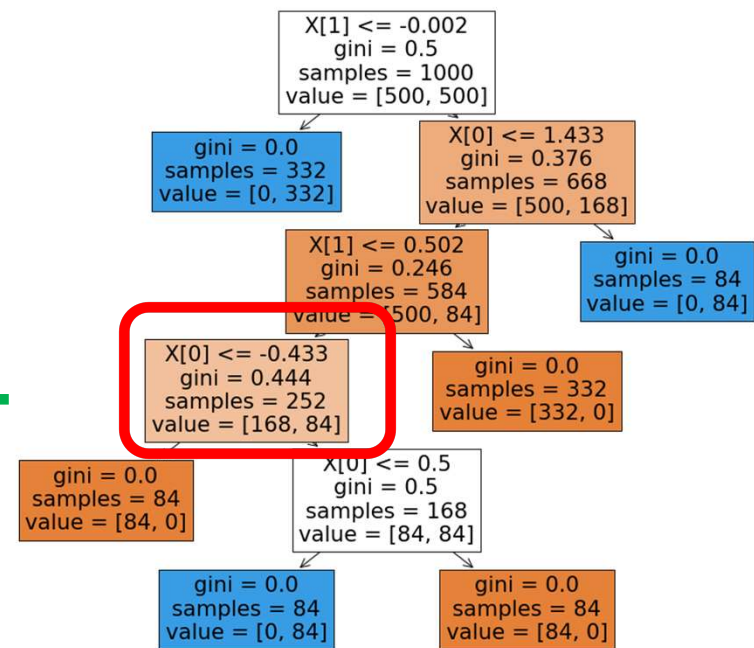 X[1] <= -0.002
gini = 0.5
samples = 1000
value = [500, 500]
gini = 0.0
samples = 332
value = [0, 332]
X[0] <= 1.433
gini = 0.376
samples = 668
value = [500, 168]
X[1] <= 0.502
gini = 0.246
samples = 584
value = [500, 84]
gini = 0.0
samples = 84
value = [0, 84]
X[0] <= -0.433
gini = 0.444
samples = 252
value = [168, 84]
gini = 0.0
samples = 332
value = [332, 0]
gini = 0.0
samples = 84
value = [84, 0]
X[0] <= 0.5
gini = 0.5
samples = 168
value = [84, 84]
gini = 0.0
samples = 84
value = [0, 84]
gini = 0.0
samples = 84
value = [84, 0]